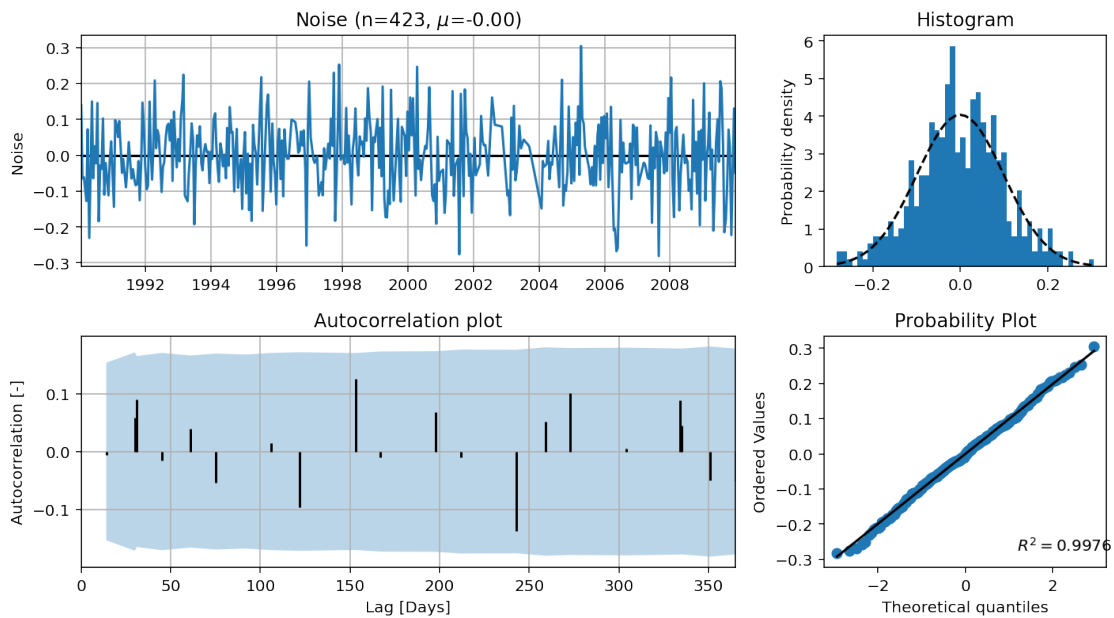 Noise (n=423, μ=-0.00)
Noise
0.3
0.2
0.1
0.0
−0.1
−0.2
−0.3
1992 1994 1996 1998 2000 2002 2004 2006 2008
Histogram
Probability density
6
5
4
3
2
1
0
−0.2 0.0 0.2
Autocorrelation plot
Autocorrelation [-]
0.1
0.0
−0.1
0 50 100 150 200 250 300 350
Lag [Days]
Probability Plot
Ordered Values
0.3
0.2
0.1
0.0
−0.1
−0.2
−0.3
R² = 0.9976
−2 0 2
Theoretical quantiles